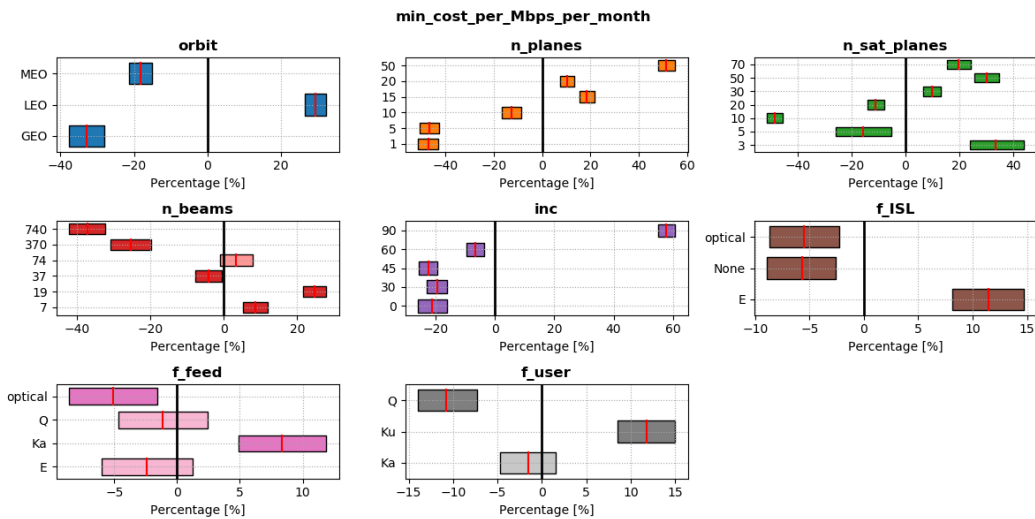 min_cost_per_Mbps_per_month
orbit
MEO
LEO
GEO
−40 −20 0 20
Percentage [%]
n_planes
50
20
15
10
5
1
−40 −20 0 20 40 60
Percentage [%]
n_sat_planes
70
50
30
20
10
5
3
−40 −20 0 20 40
Percentage [%]
n_beams
740
370
74
37
19
7
−40 −20 0 20
Percentage [%]
inc
90
60
45
30
0
−20 0 20 40 60
Percentage [%]
f_ISL
optical
None
E
−10 −5 0 5 10 15
Percentage [%]
f_feed
optical
Q
Ka
E
−5 0 5 10
Percentage [%]
f_user
Q
Ku
Ka
−15 −10 −5 0 5 10 15
Percentage [%]